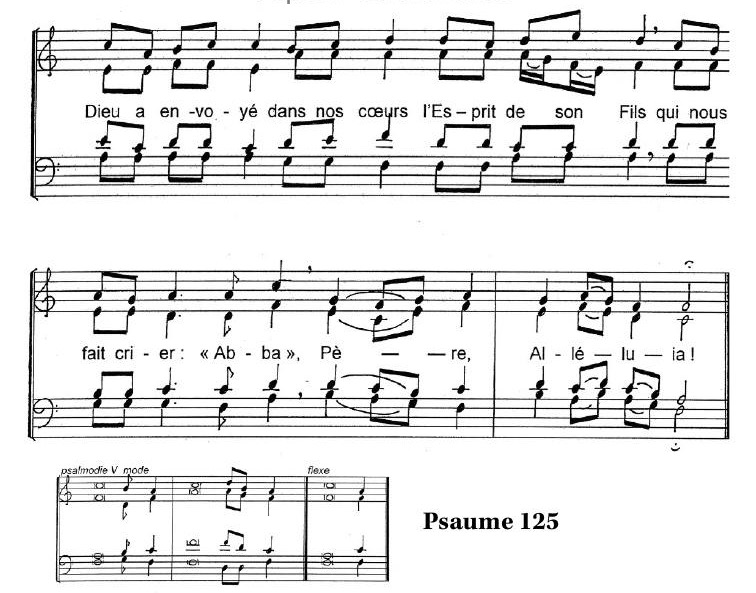 Dieu a en - vo - yé dans nos cœurs l'Es – prit de son Fils qui nous
fait cri - er : « Ab - ba », Pè — — re, Al - lé — lu — ia !
psalmodie V mode flexe
Psaume 125